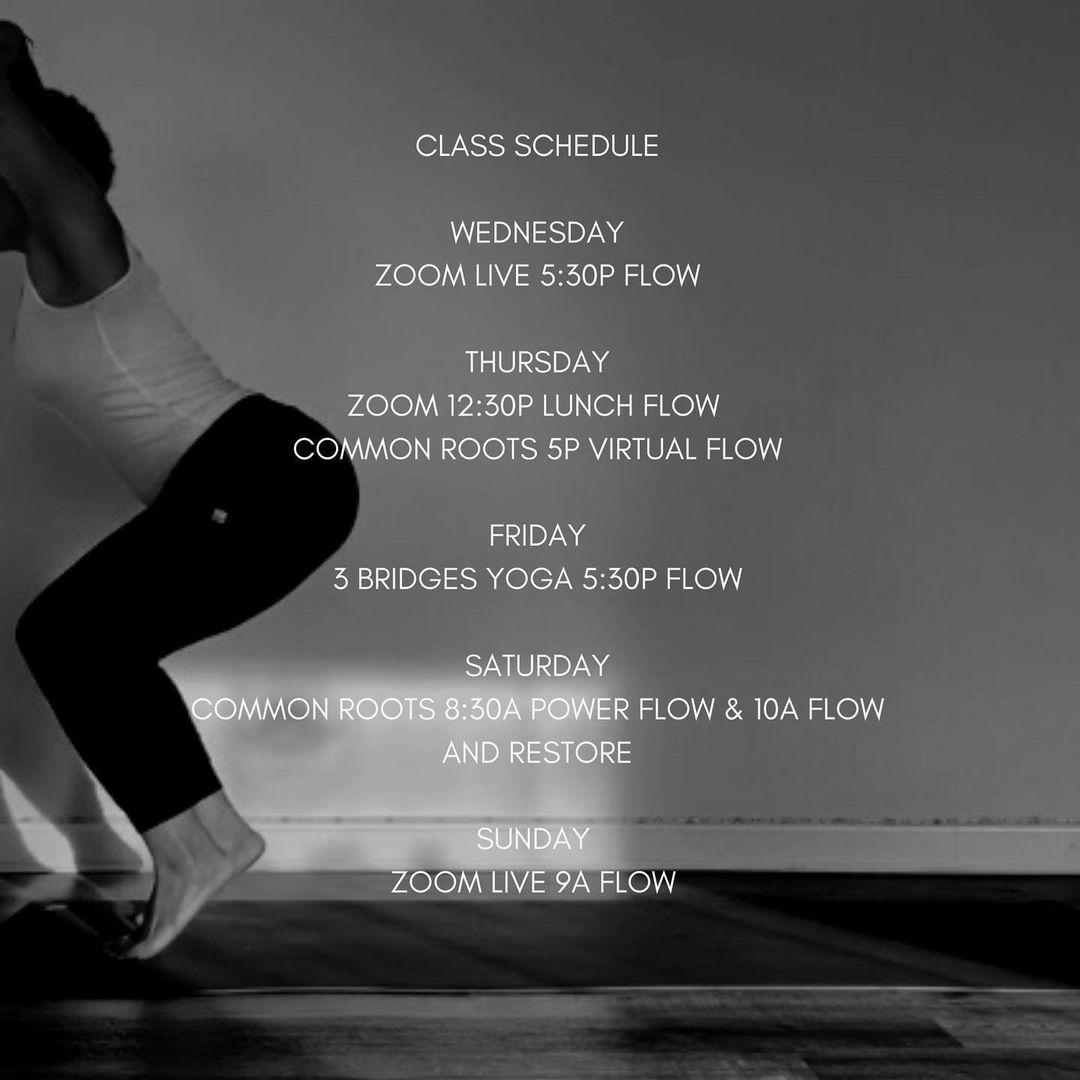 CLASS SCHEDULE
WEDNESDAY
ZOOM LIVE 5:30P FLOW
THURSDAY
ZOOM 12:30P LUNCH FLOW
COMMON ROOTS 5P VIRTUAL FLOW
FRIDAY
3 BRIDGES YOGA 5:30P FLOW
SATURDAY
COMMON ROOTS 8:30A POWER FLOW & 10A FLOW
AND RESTORE
SUNDAY
ZOOM LIVE 9A FLOW